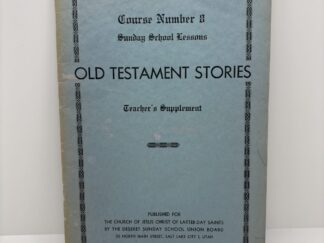 Course Number 8
Sunday School Lessons
OLD TESTAMENT STORIES
Teacher's Supplement
PUBLISHED FOR
THE CHURCH OF JESUS CHRIST OF LATTER-DAY SAINTS
BY THE DESERET SUNDAY SCHOOL UNION BOARD
50 NORTH MAIN STREET, SALT LAKE CITY 1, UTAH